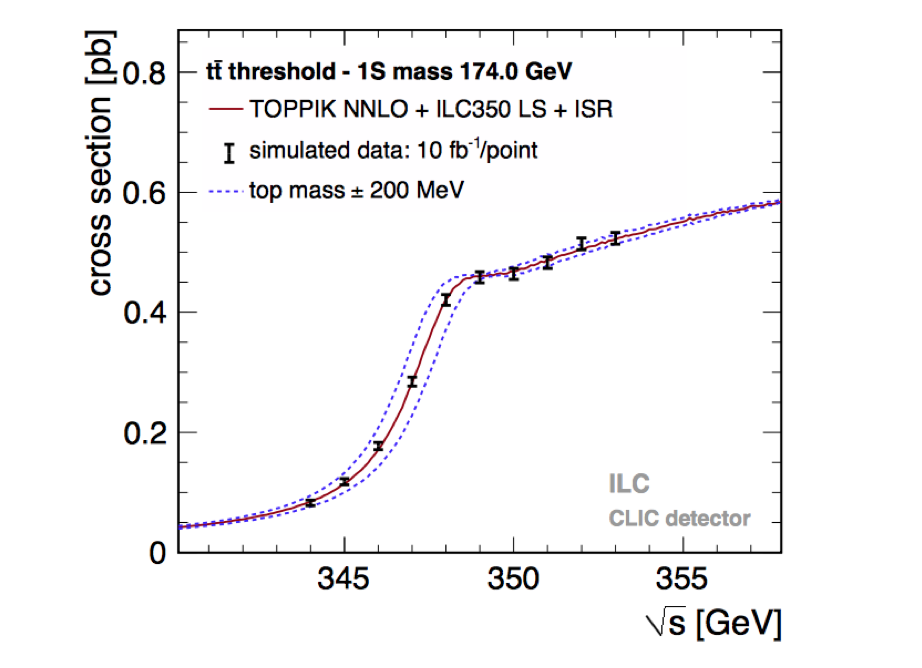 cross section [pb]
0.8
0.6
0.4
0.2
0
tt̄ threshold - 1S mass 174.0 GeV
TOPPIK NNLO + ILC350 LS + ISR
simulated data: 10 fb⁻¹/point
top mass ± 200 MeV
ILC
CLIC detector
345 350 355
√s [GeV]